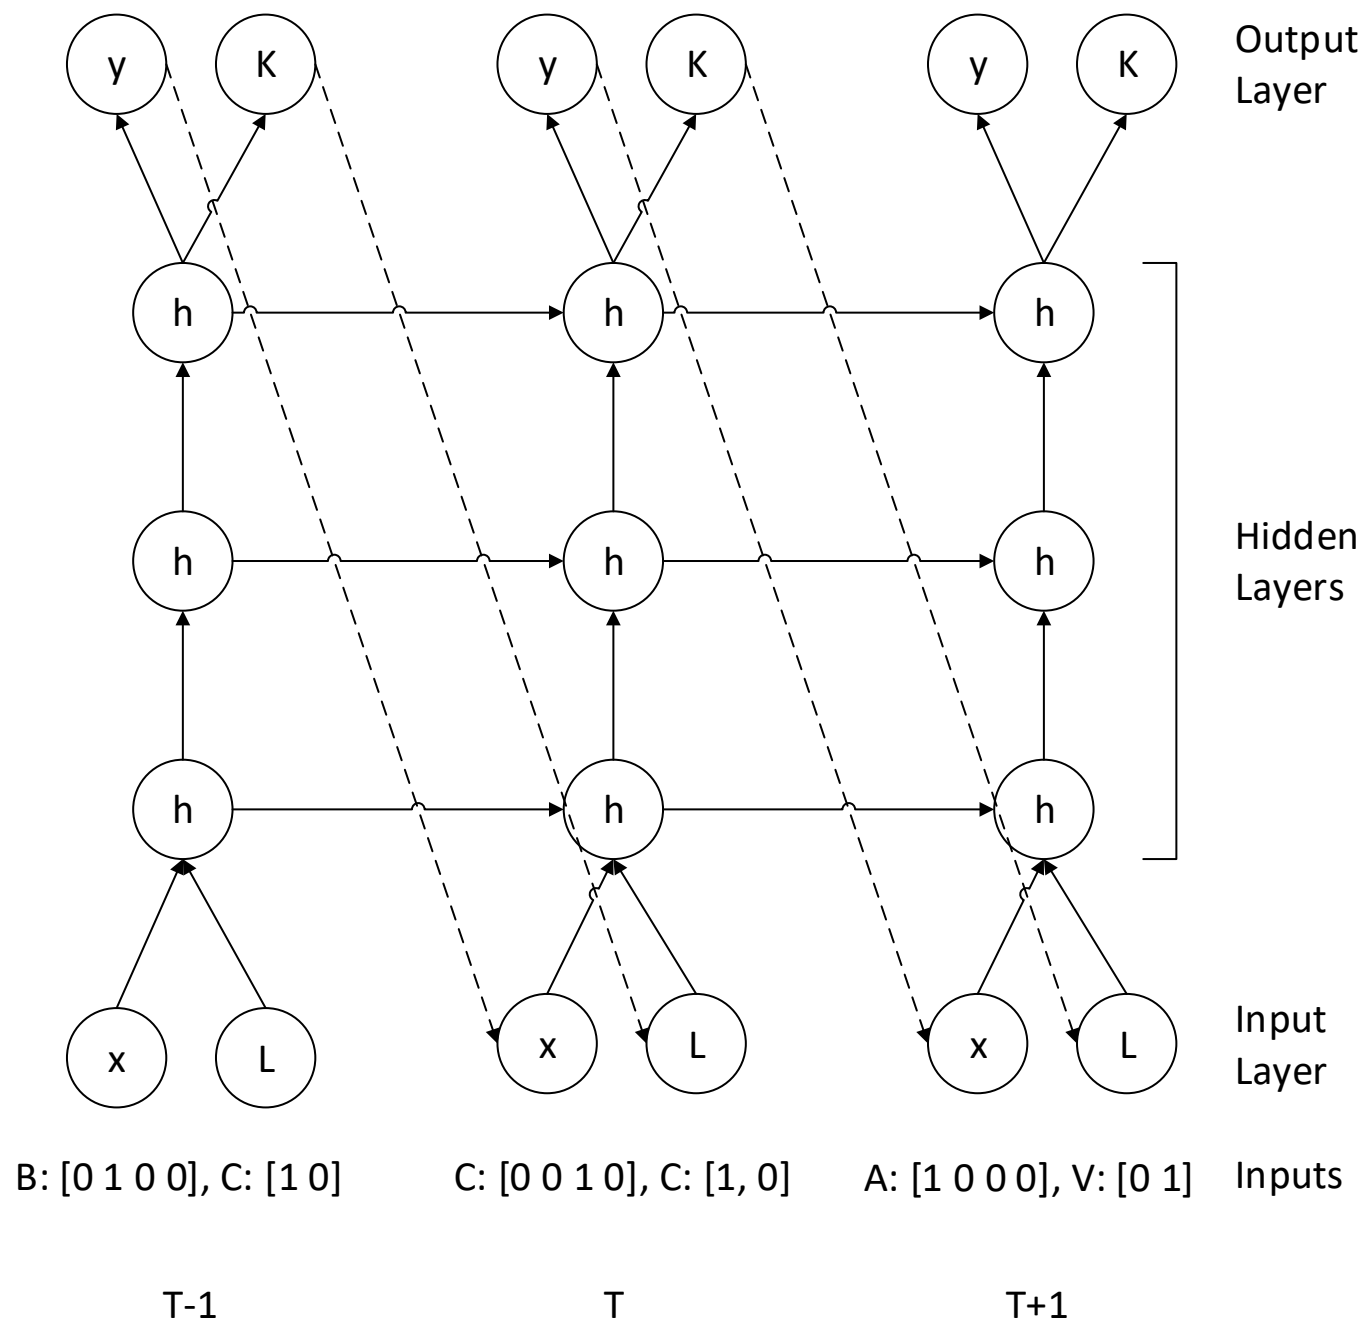 y K y K y K Output
Layer
h h h
h h h Hidden
Layers
h h h
x L x L x L Input
Layer
B: [0 1 0 0], C: [1 0] C: [0 0 1 0], C: [1, 0] A: [1 0 0 0], V: [0 1] Inputs
T-1 T T+1